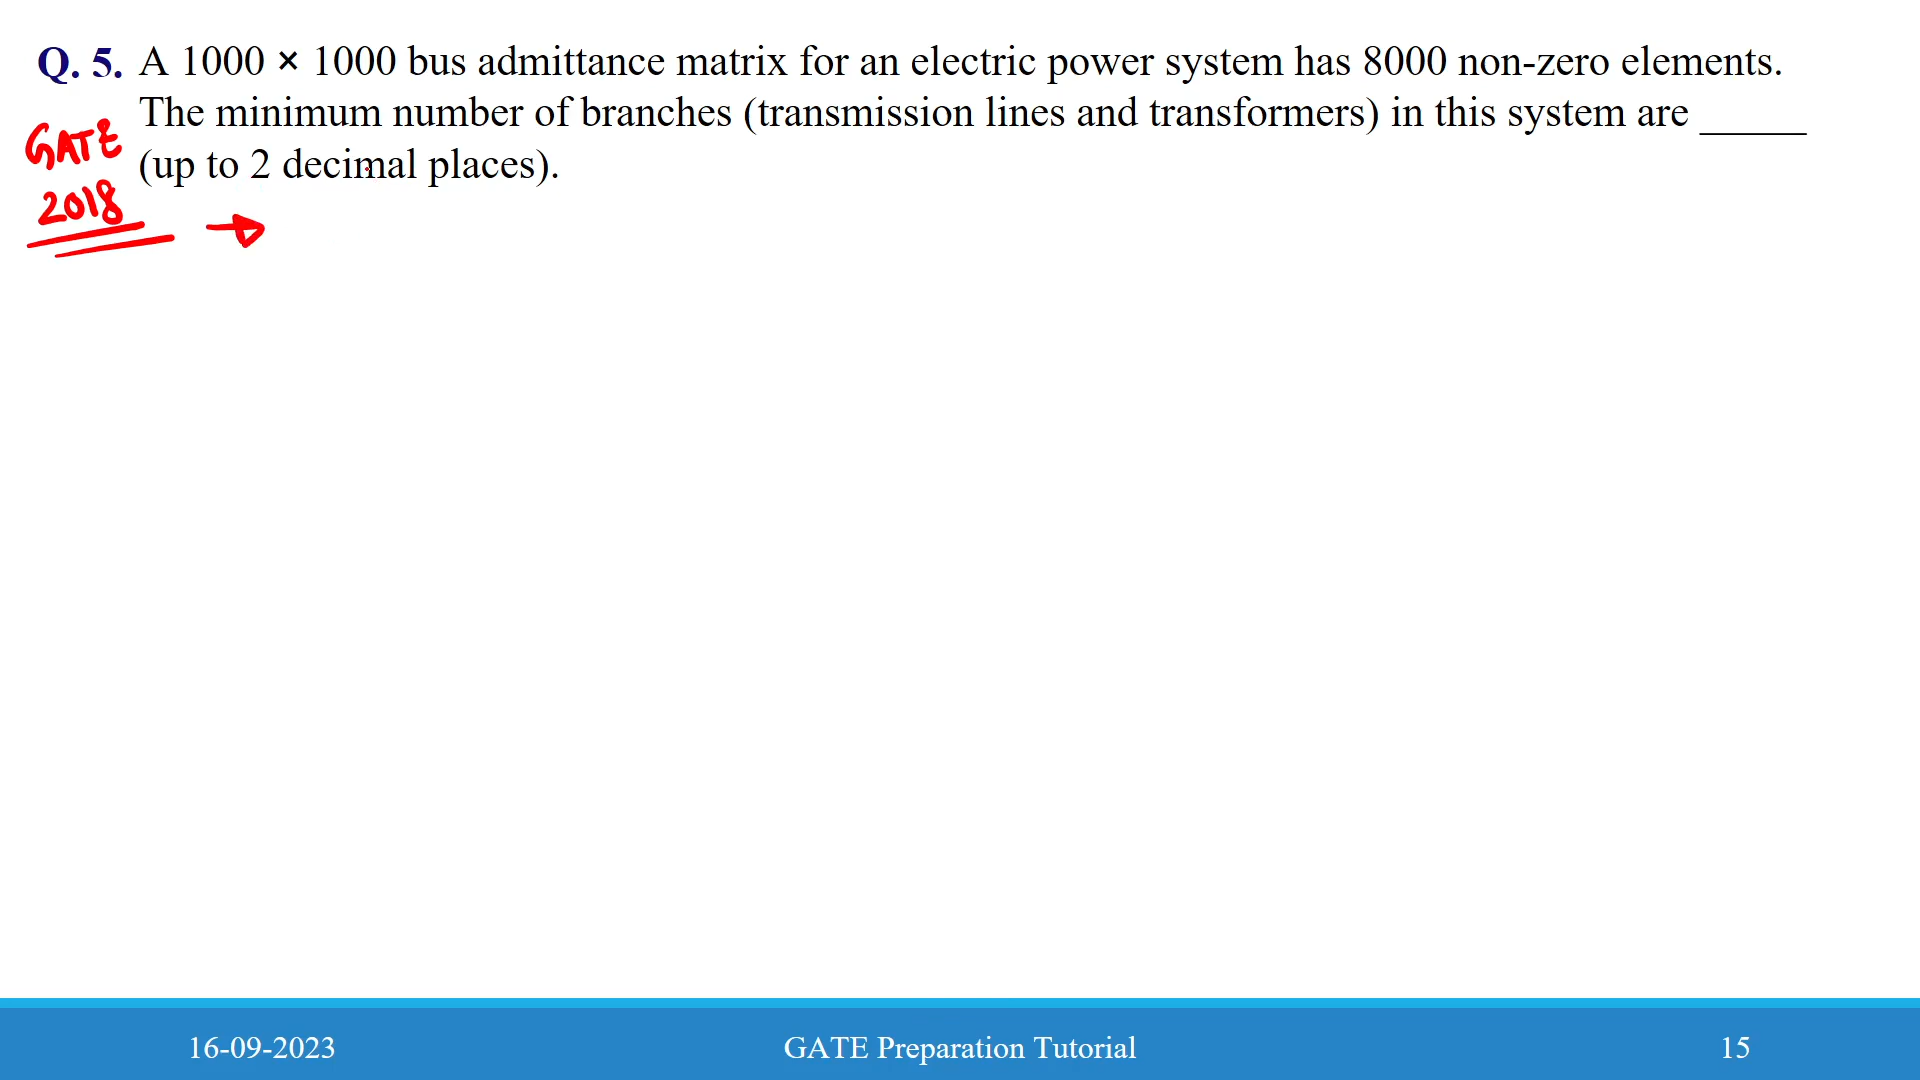 Q. 5. A 1000 × 1000 bus admittance matrix for an electric power system has 8000 non-zero elements.
The minimum number of branches (transmission lines and transformers) in this system are _____
(up to 2 decimal places).
GATE
2018
16-09-2023
GATE Preparation Tutorial
15